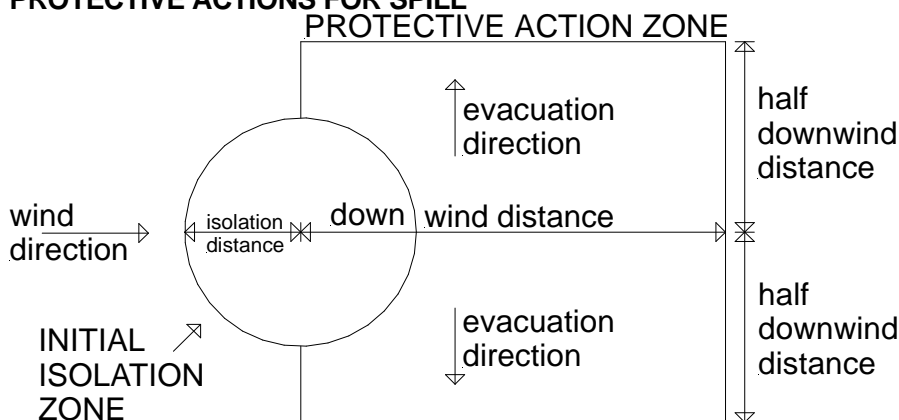 PROTECTIVE ACTIONS FOR SPILL
PROTECTIVE ACTION ZONE
evacuation
direction
half
downwind
distance
wind
direction
isolation
distance
down wind distance
evacuation
direction
half
downwind
distance
INITIAL
ISOLATION
ZONE